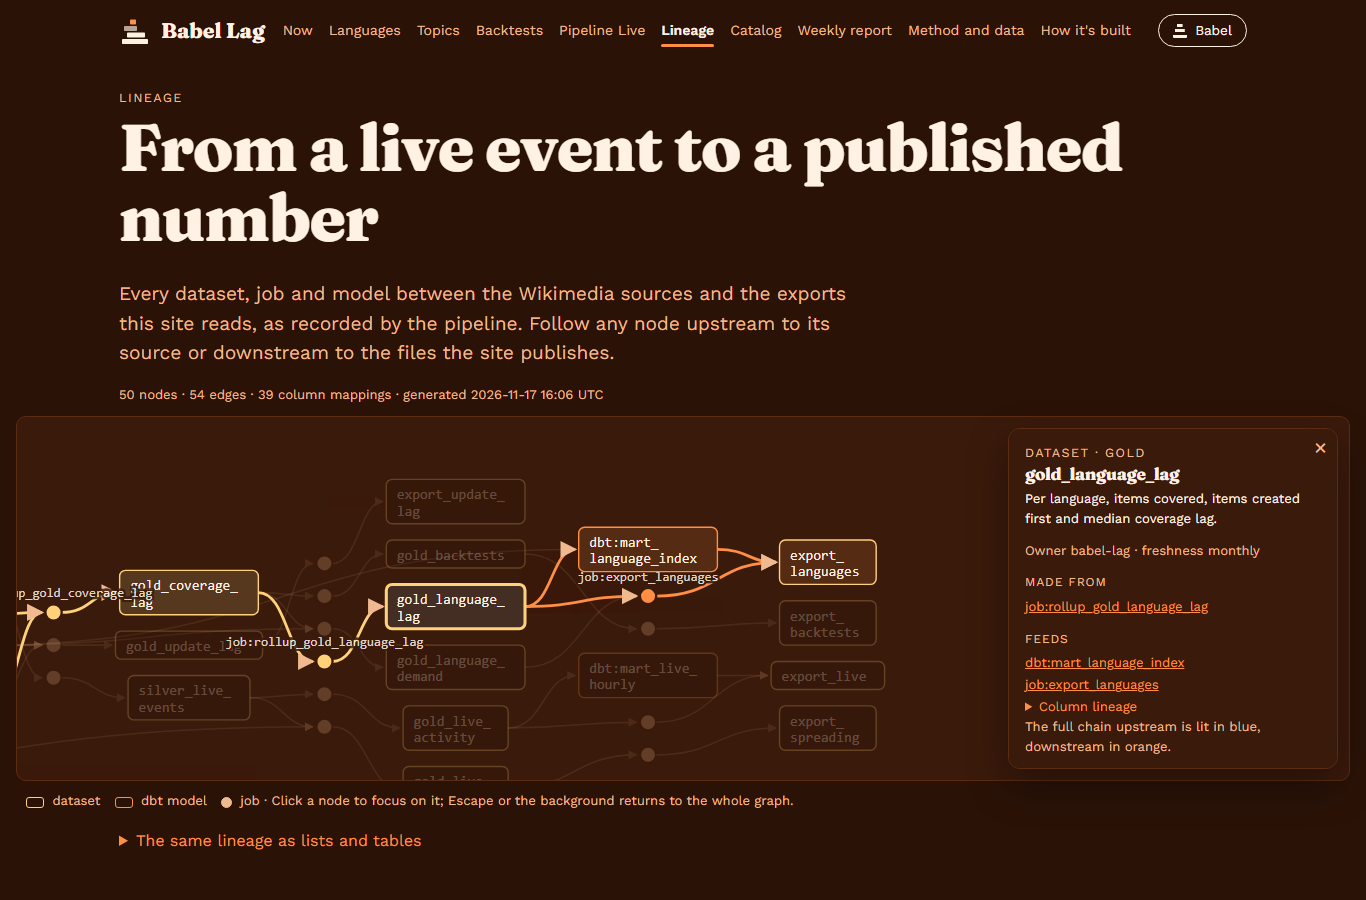 Babel Lag
Now
Languages
Topics
Backtests
Pipeline Live
Lineage
Catalog
Weekly report
Method and data
How it's built
Babel
LINEAGE
From a live event to a published
number
Every dataset, job and model between the Wikimedia sources and the exports
this site reads, as recorded by the pipeline. Follow any node upstream to its
source or downstream to the files the site publishes.
50 nodes · 54 edges · 39 column mappings · generated 2026-11-17 16:06 UTC
export_update_
lag
gold_backtests
gold_coverage_
lag
up_gold_coverage_lag
gold_update_lag
job:rollup_gold_language_lag
silver_live_
events
gold_language_
lag
gold_language_
demand
gold_live_
activity
gold_live_
dbt:mart_
language_index
job:export_languages
dbt:mart_live_
hourly
export_
languages
export_
backtests
export_live
export_
spreading
DATASET · GOLD
✕
gold_language_lag
Per language, items covered, items created
first and median coverage lag.
Owner babel-lag · freshness monthly
MADE FROM
job:rollup_gold_language_lag
FEEDS
dbt:mart_language_index
job:export_languages
Column lineage
The full chain upstream is lit in blue,
downstream in orange.
dataset
dbt model
job · Click a node to focus on it; Escape or the background returns to the whole graph.
The same lineage as lists and tables